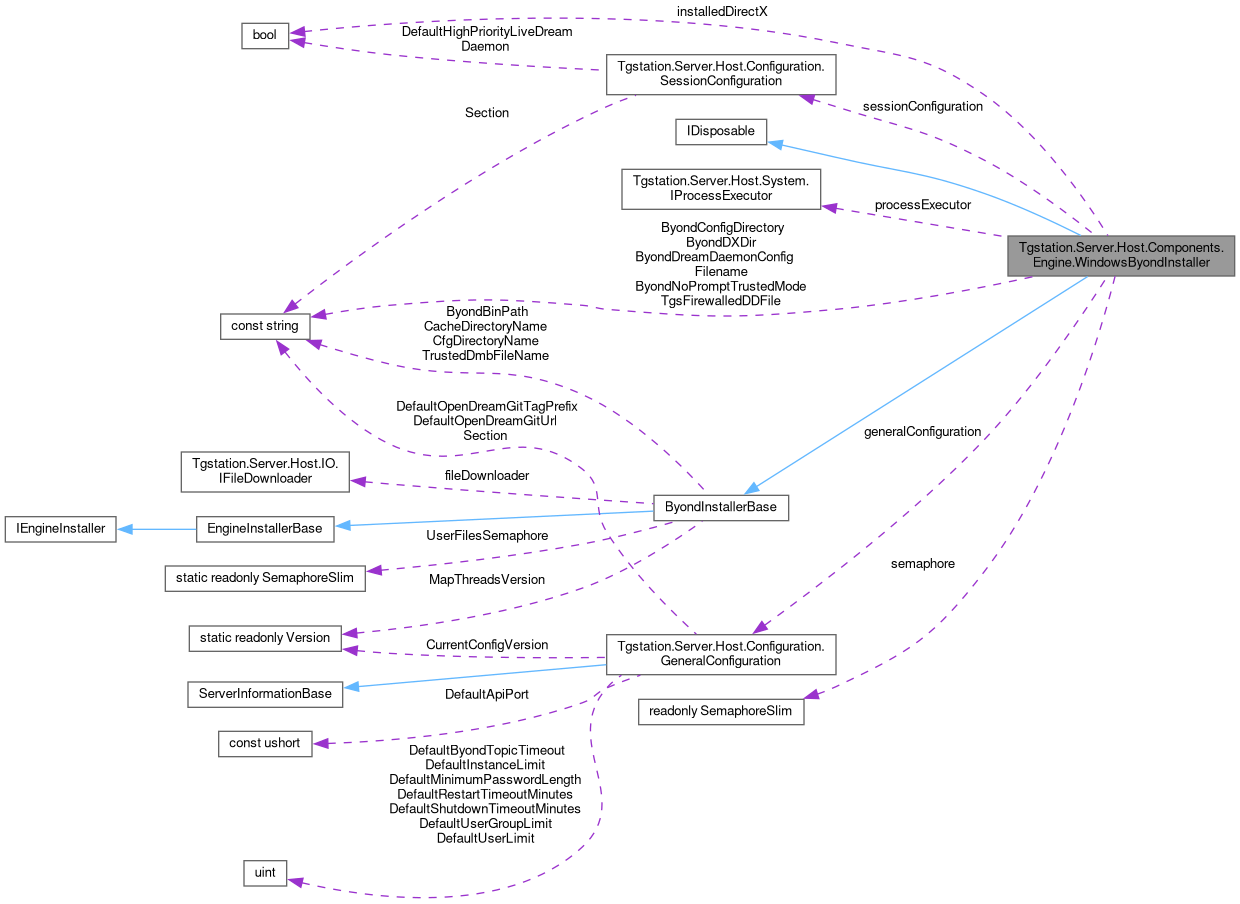 installedDirectX
bool
DefaultHighPriorityLiveDream
Daemon
Tgstation.Server.Host.Configuration.
SessionConfiguration
sessionConfiguration
Section
IDisposable
Tgstation.Server.Host.System.
IProcessExecutor
processExecutor
Tgstation.Server.Host.Components.
Engine.WindowsByondInstaller
ByondConfigDirectory
ByondDXDir
ByondDreamDaemonConfig
Filename
ByondNoPromptTrustedMode
TgsFirewalledDDFile
const string
ByondBinPath
CacheDirectoryName
CfgDirectoryName
TrustedDmbFileName
DefaultOpenDreamGitTagPrefix
DefaultOpenDreamGitUrl
Section
generalConfiguration
Tgstation.Server.Host.IO.
IFileDownloader
fileDownloader
ByondInstallerBase
IEngineInstaller
EngineInstallerBase
UserFilesSemaphore
static readonly SemaphoreSlim
MapThreadsVersion
semaphore
static readonly Version
CurrentConfigVersion
Tgstation.Server.Host.Configuration.
GeneralConfiguration
ServerInformationBase
DefaultApiPort
readonly SemaphoreSlim
const ushort
DefaultByondTopicTimeout
DefaultInstanceLimit
DefaultMinimumPasswordLength
DefaultRestartTimeoutMinutes
DefaultShutdownTimeoutMinutes
DefaultUserGroupLimit
DefaultUserLimit
uint